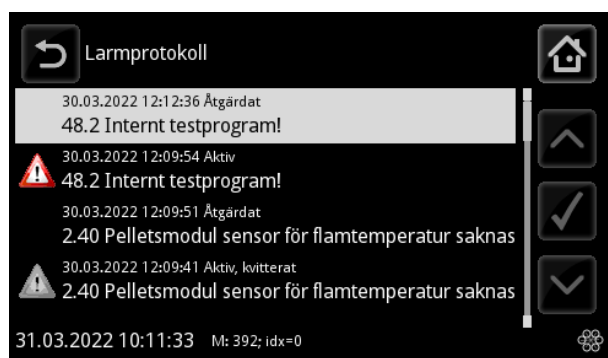 Larmprotokoll
30.03.2022 12:12:36 Åtgärdat
48.2 Internt testprogram!
30.03.2022 12:09:54 Aktiv
48.2 Internt testprogram!
30.03.2022 12:09:51 Åtgärdat
2.40 Pelletsmodul sensor för flamtemperatur saknas
30.03.2022 12:09:41 Aktiv, kvitterat
2.40 Pelletsmodul sensor för flamtemperatur saknas
31.03.2022 10:11:33 M: 392; idx=0